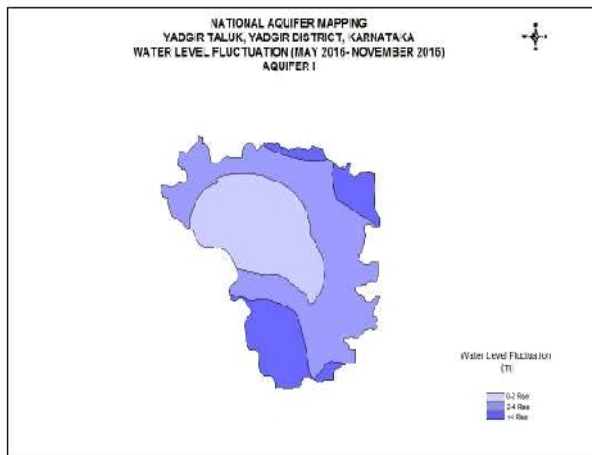 NATIONAL AQUIFER MAPPING
YADGIR TALUK, YADGIR DISTRICT, KARNATAKA
WATER LEVEL FLUCTUATION (MAY 2016- NOVEMBER 2016)
AQUIFER I
Water Level Fluctuation
0-2 Rise
2-4 Rise
>4 Rise